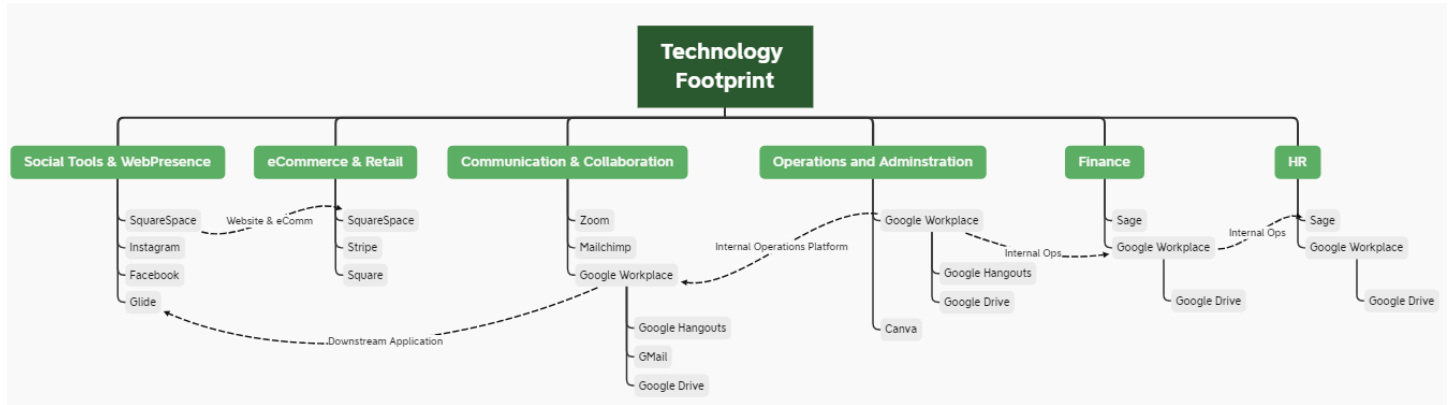 Technology
Footprint
Social Tools & WebPresence
eCommerce & Retail
Communication & Collaboration
Operations and Adminstration
Finance
HR
SquareSpace
Instagram
Facebook
Glide
Website & eComm
SquareSpace
Stripe
Square
Zoom
Mailchimp
Google Workplace
Google Hangouts
GMail
Google Drive
Downstream Application
Internal Operations Platform
Google Workplace
Google Hangouts
Google Drive
Canva
Internal Ops
Sage
Google Workplace
Google Drive
Internal Ops
Sage
Google Workplace
Google Drive